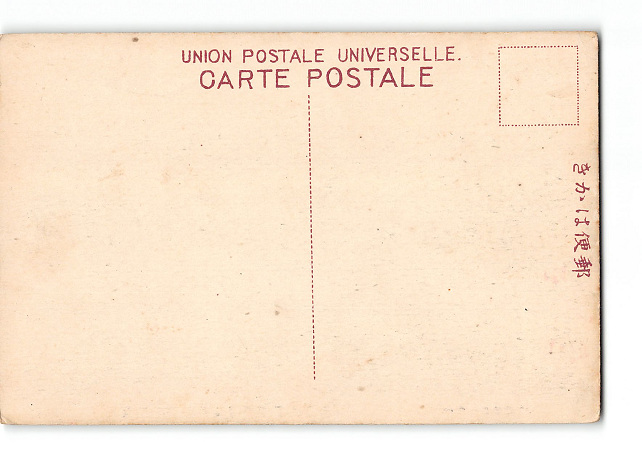 UNION POSTALE UNIVERSELLE.
CARTE POSTALE
郵便はかき